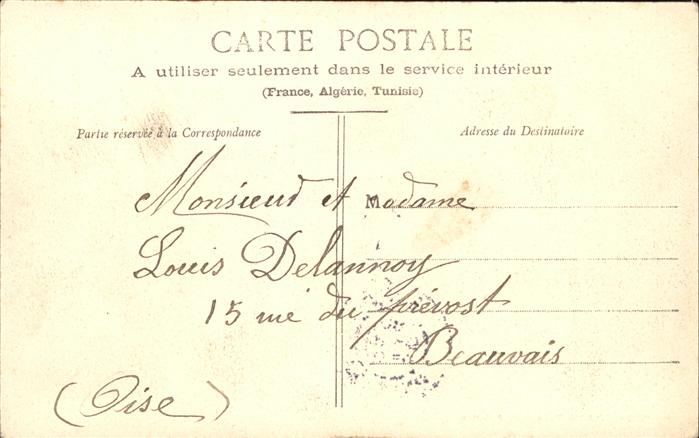 CARTE POSTALE
A utiliser seulement dans le service intérieur
(France, Algérie, Tunisie)
Partie réservée à la Correspondance
Adresse du Destinatoire
Monsieur et Madame
Louis Delannoy
15 rue du prévost
Beauvais
(Oise)